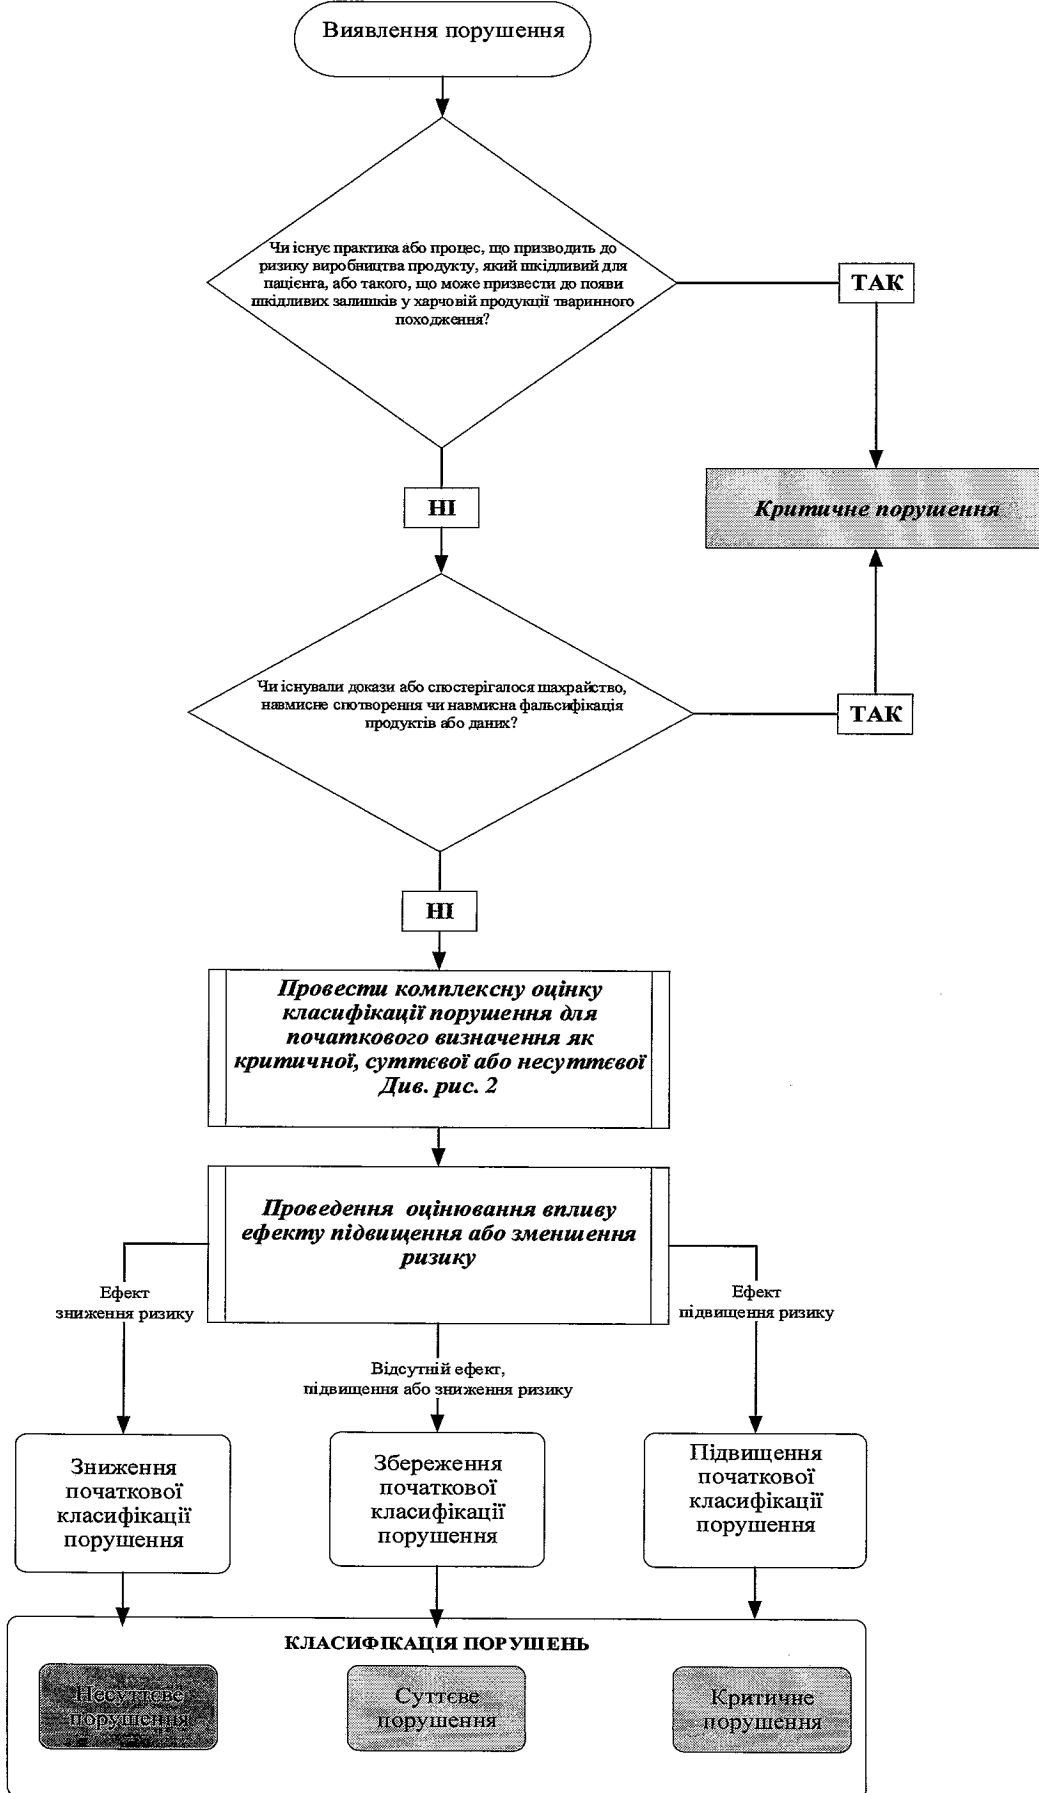 Виявлення порушення
Чи існує практика або процес, що призводить до
ризику виробництва продукту, який шкідливий для
пацієнта, або такого, що може призвести до появи
шкідливих залишків у харчовій продукції тваринного
походження?
ТАК
НІ
Критичне порушення
Чи існували докази або спостерігалося шахрайство,
навмисне спотворення чи навмисна фальсифікація
продуктів або даних?
ТАК
НІ
Провести комплексну оцінку
класифікації порушення для
початкового визначення як
критичної, суттєвої або несуттєвої
Див. рис. 2
Проведення оцінювання впливу
ефекту підвищення або зменшення
ризику
Ефект
зниження ризику
Ефект
підвищення ризику
Відсутній ефект,
підвищення або зниження ризику
Зниження
початкової
класифікації
порушення
Збереження
початкової
класифікації
порушення
Підвищення
початкової
класифікації
порушення
КЛАСИФІКАЦІЯ ПОРУШЕНЬ
Несуттєве
порушення
Суттєве
порушення
Критичне
порушення